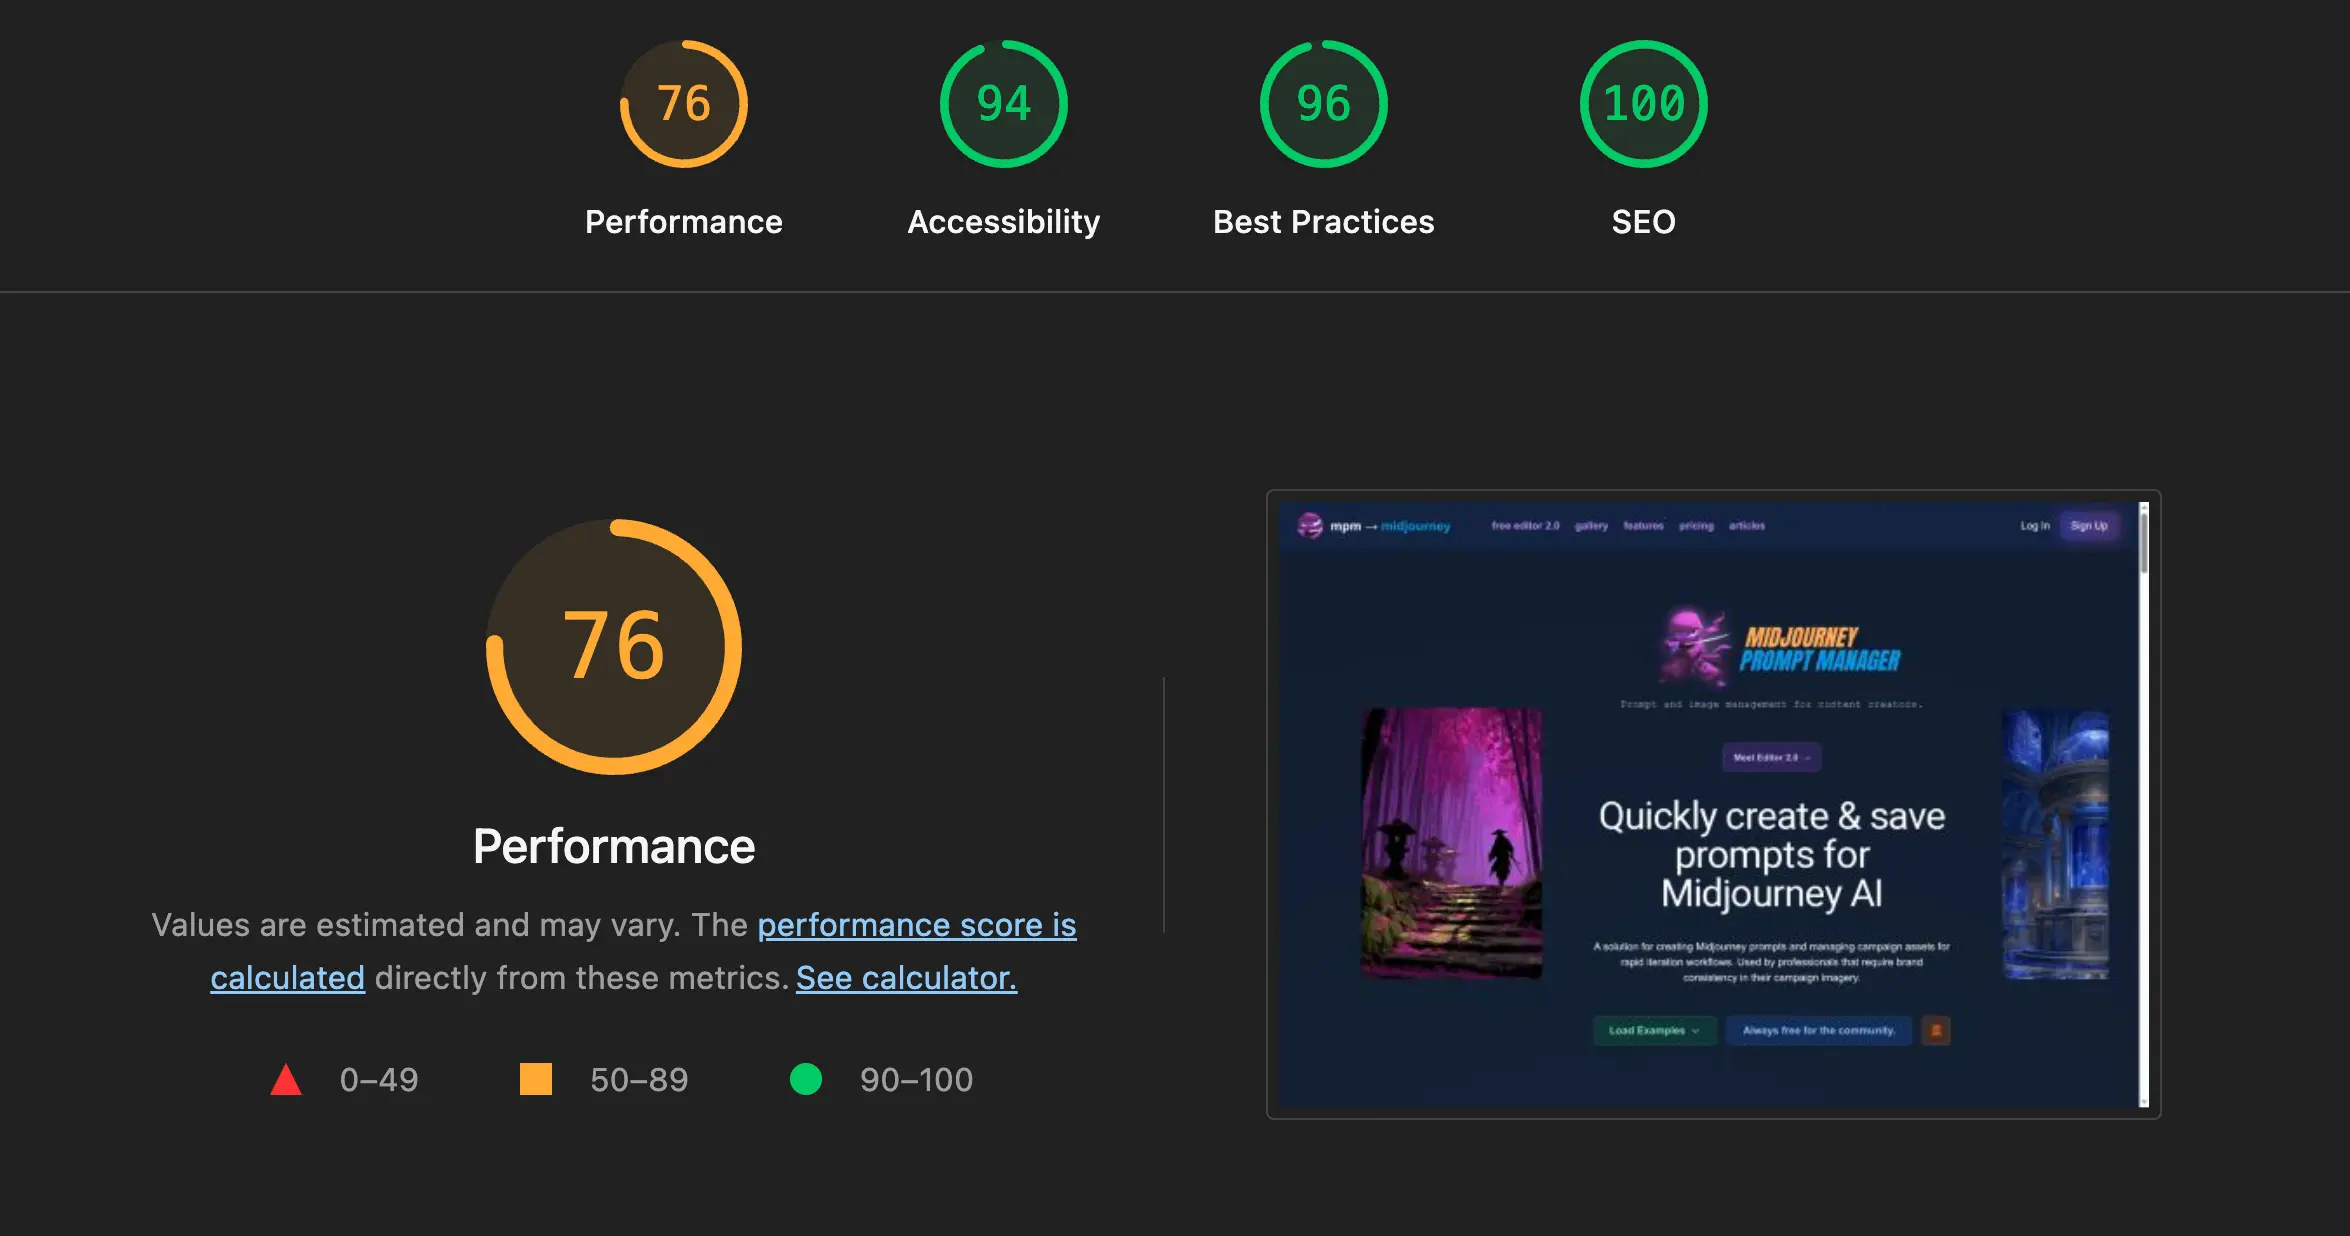 76
94
96
100
Performance
Accessibility
Best Practices
SEO
76
Performance
Values are estimated and may vary. The performance score is
calculated directly from these metrics. See calculator.
0–49
50–89
90–100
mpm → midjourney
free editor 2.0
gallery
features
pricing
articles
Log In
Sign Up
MIDJOURNEY
PROMPT MANAGER
Prompt and image management for content creators.
Meet Editor 2.0 →
Quickly create & save
prompts for
Midjourney AI
A solution for creating Midjourney prompts and managing campaign assets for
rapid iteration workflows. Used by professionals that require brand
consistency in their campaign imagery.
Load Examples
Always free for the community.